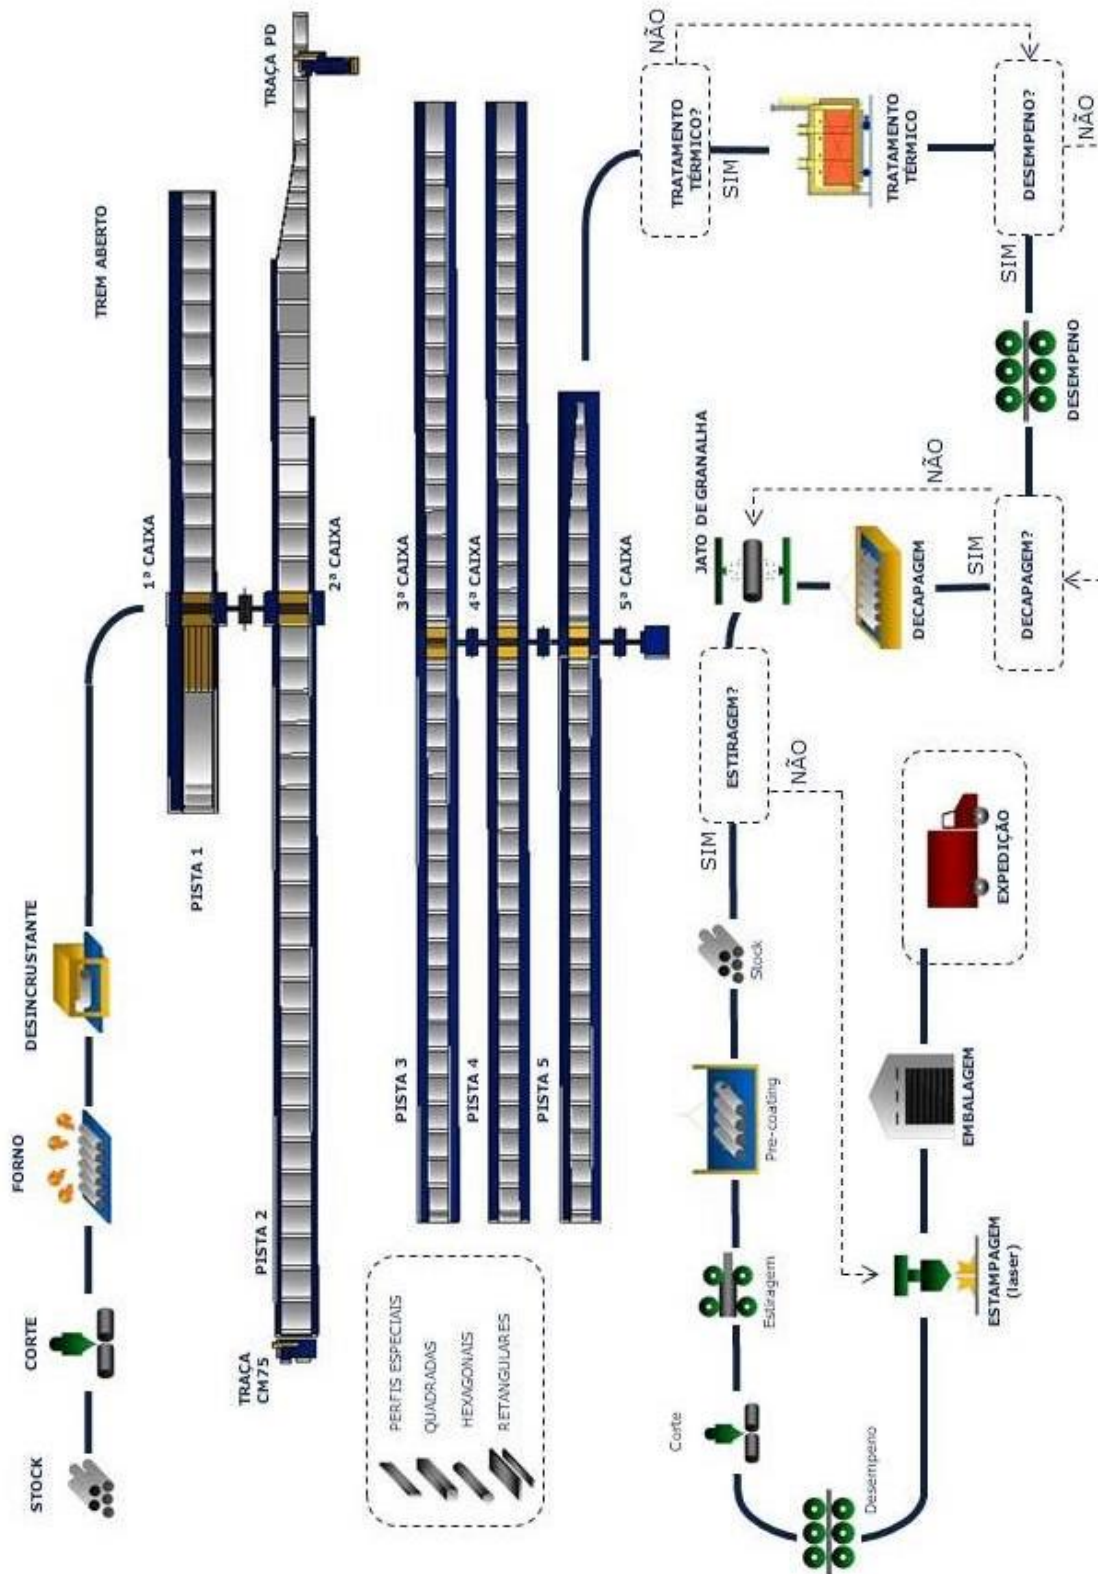 STOCK
CORTE
FORNO
DESINCRUSTANTE
PISTA 1
1ª CAIXA
TREM ABERTO
TRAÇA
CM75
PISTA 2
2ª CAIXA
TRAÇA PD
PISTA 3
3ª CAIXA
PISTA 4
4ª CAIXA
PISTA 5
5ª CAIXA
PERFIS ESPECIAIS
QUADRADAS
HEXAGONAIS
RETANGULARES
TRATAMENTO
TÉRMICO?
NÃO
SIM
TRATAMENTO
TÉRMICO
DESEMPENO?
NÃO
SIM
DESEMPENO
DECAPAGEM?
NÃO
SIM
DECAPAGEM
JATO DE GRANALHA
ESTIRAGEM?
NÃO
SIM
Stock
Pre-coating
Estiragem
Corte
Desempeno
ESTAMPAGEM
(laser)
EMBALAGEM
EXPEDIÇÃO